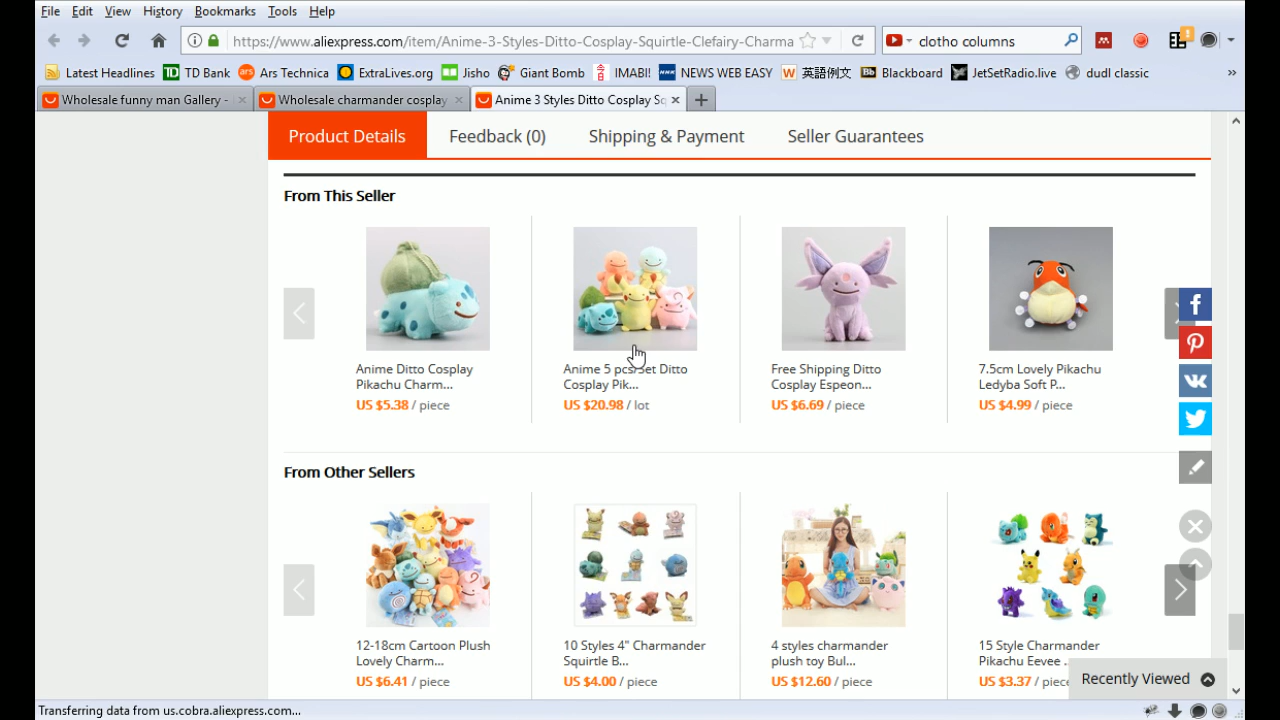 File Edit View History Bookmarks Tools Help
https://www.aliexpress.com/item/Anime-3-Styles-Ditto-Cosplay-Squirtle-Clefairy-Charma
clotho columns
1
Latest Headlines TD Bank Ars Technica ExtraLives.org Jisho Giant Bomb IMABI! NEWS WEB EASY 英語例文 Blackboard JetSetRadio.live dudl classic »
Wholesale funny man Gallery - Wholesale charmander cosplay Anime 3 Styles Ditto Cosplay Sq
Product Details Feedback (0) Shipping & Payment Seller Guarantees
From This Seller
Anime Ditto Cosplay Anime 5 pcs/Set Ditto Free Shipping Ditto 7.5cm Lovely Pikachu
Pikachu Charm... Cosplay Pik... Cosplay Espeon... Ledyba Soft P...
US $5.38 / piece US $20.98 / lot US $6.69 / piece US $4.99 / piece
From Other Sellers
12-18cm Cartoon Plush 10 Styles 4" Charmander 4 styles charmander 15 Style Charmander
Lovely Charm... Squirtle B... plush toy Bul... Pikachu Eevee ..
US $6.41 / piece US $4.00 / piece US $12.60 / piece US $3.37 / piece
Recently Viewed
Transferring data from us.cobra.aliexpress.com...